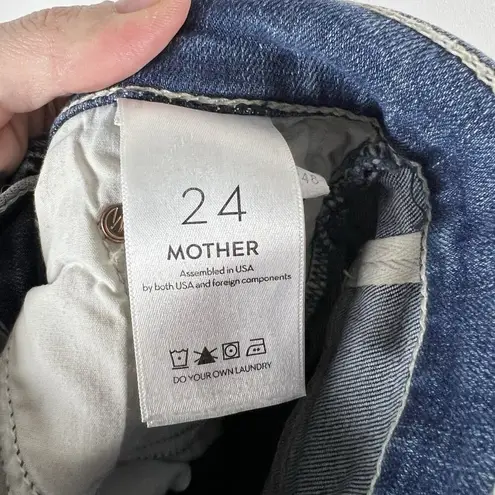 24
MOTHER
Assembled in USA
by both USA and foreign components
DO YOUR OWN LAUNDRY